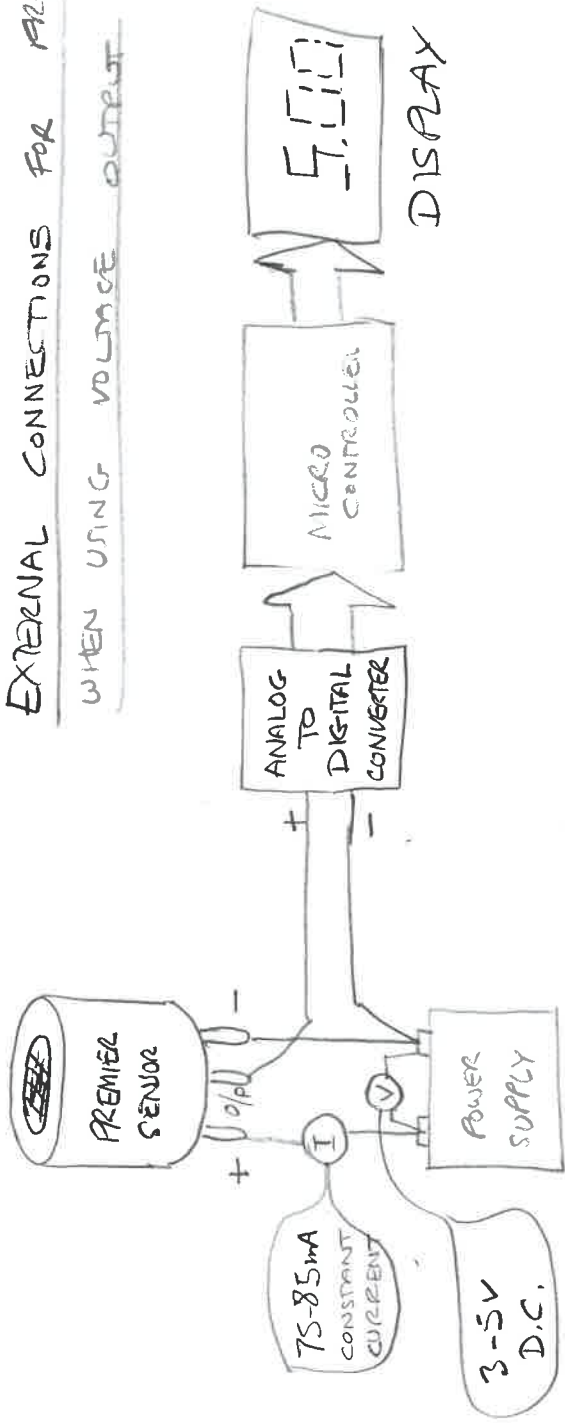 EXTERNAL CONNECTIONS FOR
WHEN USING VOLTAGE OUTPUT
PREMIER
SENSOR
+
O/P
-
I
75-85mA
CONSTANT
CURRENT
V
3-5V
D.C.
POWER
SUPPLY
+
-
ANALOG
TO
DIGITAL
CONVERTER
MICRO
CONTROLLER
5.00
DISPLAY